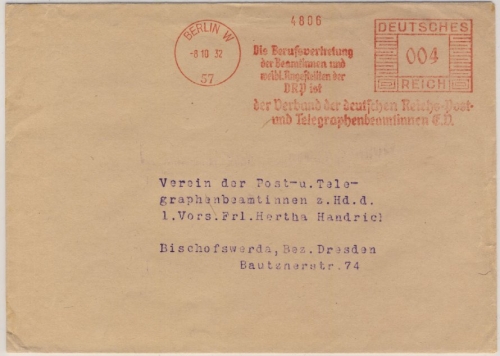 4806
BERLIN W
-8 10 32
57
Die Berufsvertretung
der Beamtinnen und
weibl. Angestellten der
DRP ist
der Verband der deutschen Reichs-Post-
und Telegraphenbeamtinnen E.V.
DEUTSCHES
004
REICH
Verein der Post-u.Tele-
graphenbeamtinnen z.Hd.d.
1.Vors.Frl.Hertha Handrich
Bischofswerda,Bez.Dresden
Bautznerstr.74